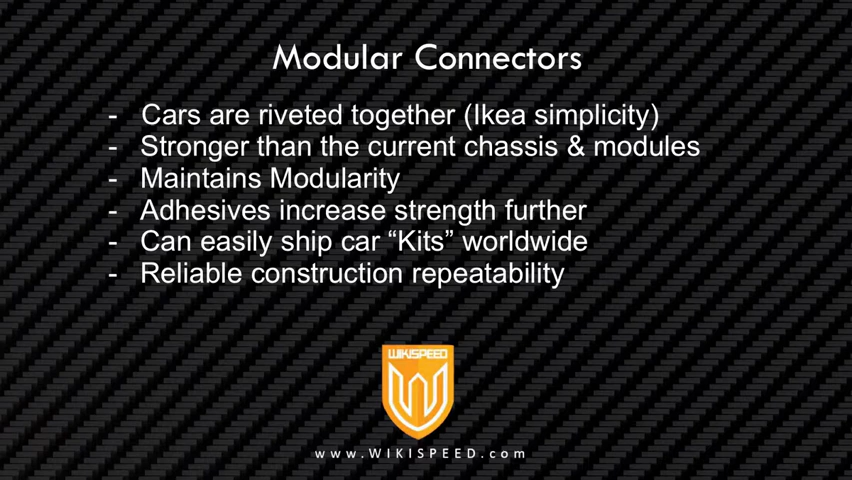 Modular Connectors
- Cars are riveted together (Ikea simplicity)
- Stronger than the current chassis & modules
- Maintains Modularity
- Adhesives increase strength further
- Can easily ship car “Kits” worldwide
- Reliable construction repeatability
WIKISPEED
www.WIKISPEED.com